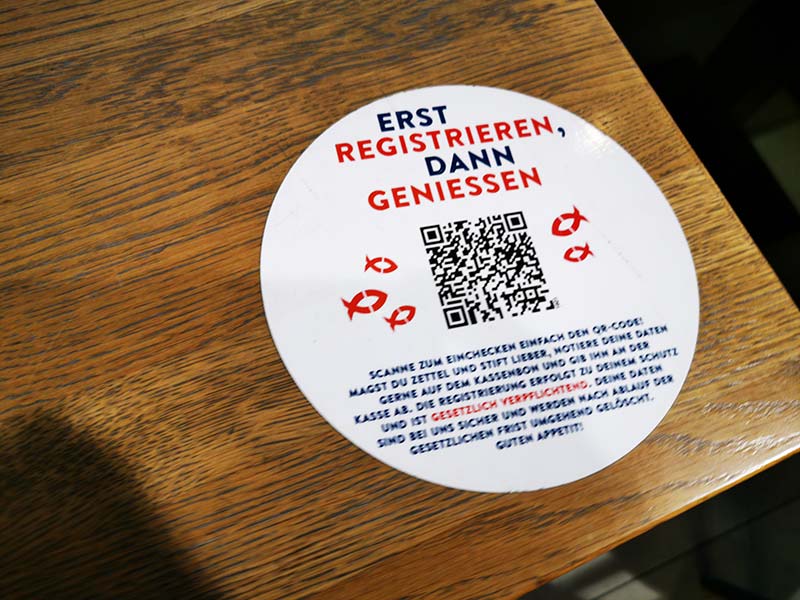 ERST
REGISTRIEREN,
DANN
GENIESSEN
SCANNE ZUM EINCHECKEN EINFACH DEN QR-CODE!
MAGST DU ZETTEL UND STIFT LIEBER, NOTIERE DEINE DATEN
GERNE AUF DEM KASSENBON UND GIB IHN AN DER
KASSE AB. DIE REGISTRIERUNG ERFOLGT ZU DEINEM SCHUTZ
UND IST GESETZLICH VERPFLICHTEND. DEINE DATEN
SIND BEI UNS SICHER UND WERDEN NACH ABLAUF DER
GESETZLICHEN FRIST UMGEHEND GELÖSCHT.
GUTEN APPETIT!